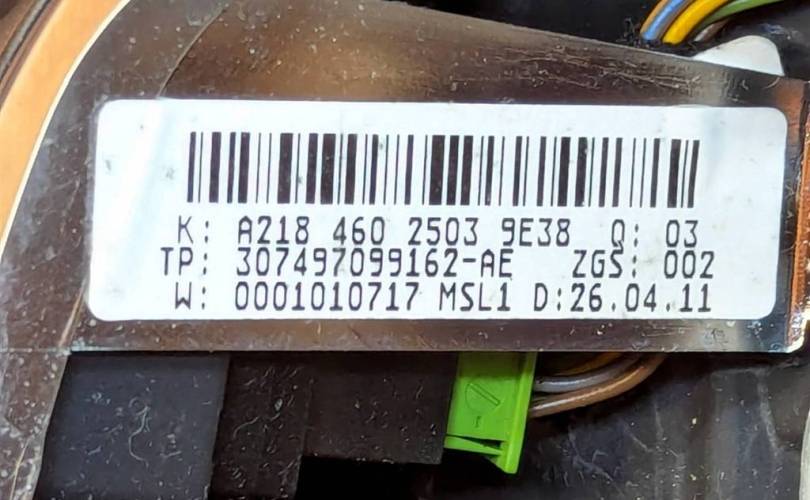 K: A218 460 2503 9E38 Q: 03
TP: 307497099162-AE ZGS: 002
W: 0001010717 MSL1 D:26.04.11